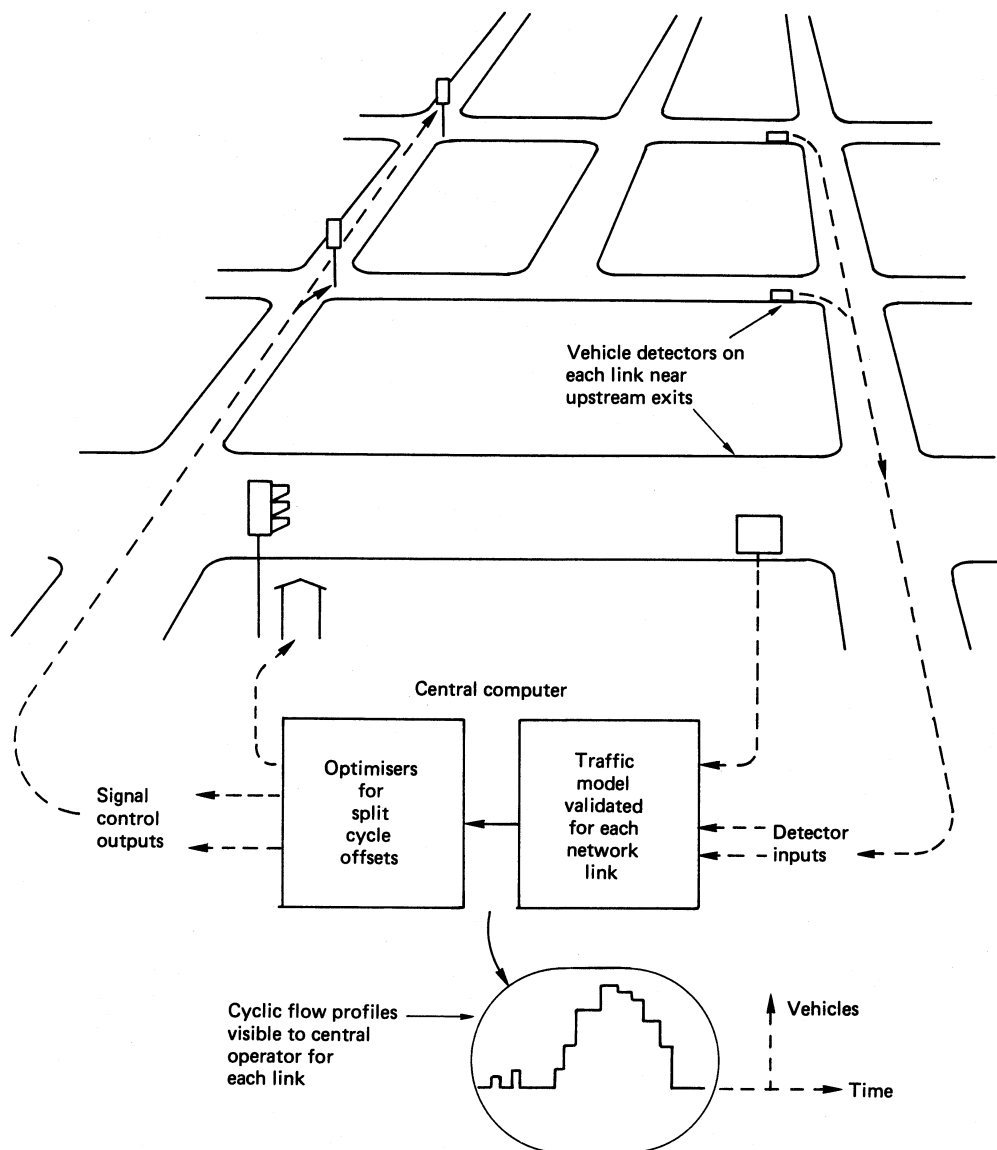 Vehicle detectors on
each link near
upstream exits
Central computer
Optimisers
for
split
cycle
offsets
Traffic
model
validated
for each
network
link
Signal
control
outputs
Detector
inputs
Cyclic flow profiles
visible to central
operator for
each link
Vehicles
Time